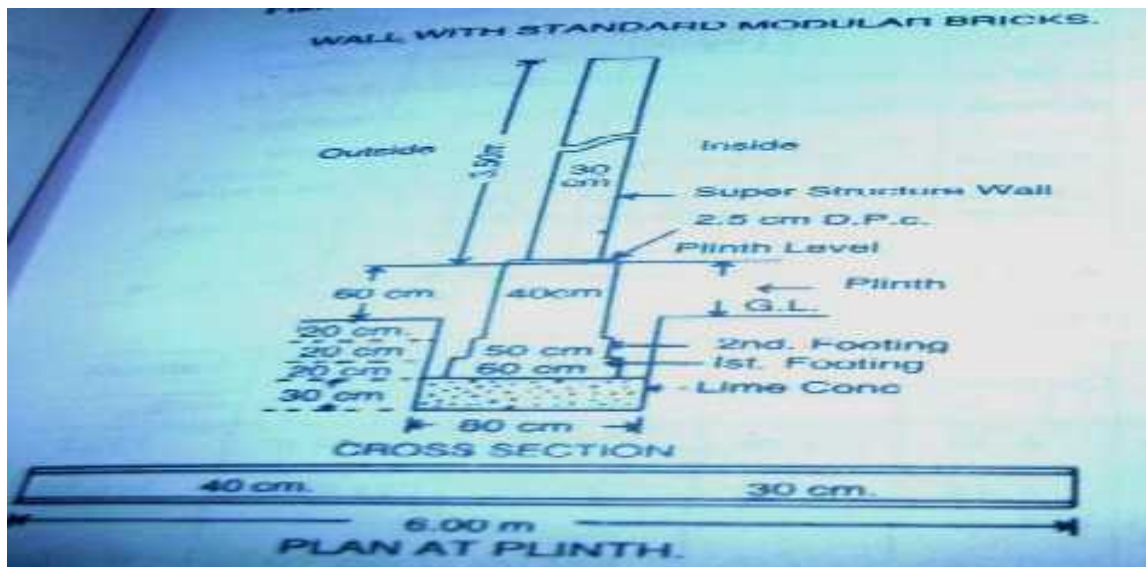 WALL WITH STANDARD MODULAR BRICKS.
Outside
3.50m
Inside
30
cm
Super Structure Wall
2.5 cm D.P.c.
Plinth Level
60 cm.
40cm
Plinth
G.L.
20 cm.
20 cm
20 cm
30 cm
50 cm
60 cm
2nd. Footing
Ist. Footing
Lime Conc
80 cm
CROSS SECTION
40 cm.
30 cm.
6.00 m
PLAN AT PLINTH.